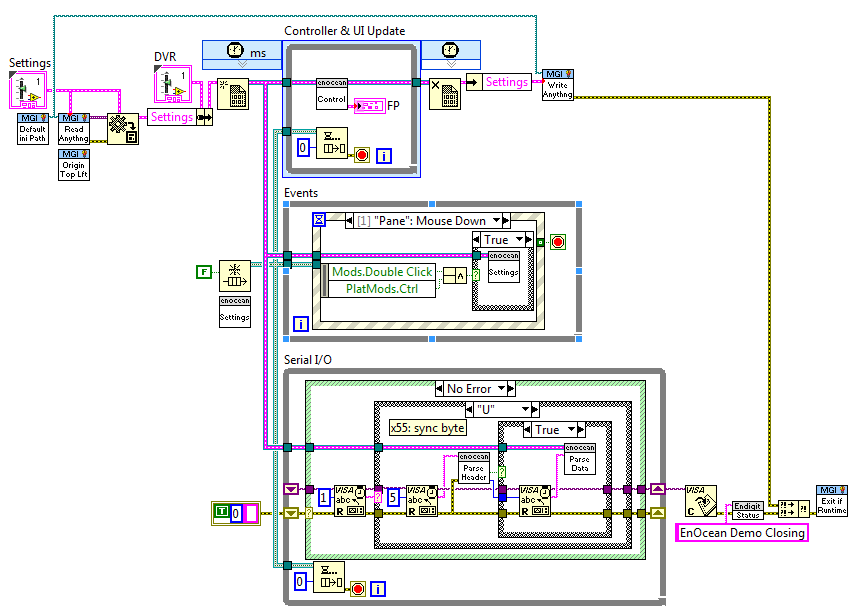 Controller & UI Update
ms
Settings
1
DVR
1
MGI
Default
ini Path
MGI
Read
Anythng
MGI
Origin
Top Lft
Settings
enocean
Control
FP
0
i
Settings
MGI
Write
Anythng
Events
[1] "Pane": Mouse Down
True
enocean
Settings
Mods.Double Click
PlatMods.Ctrl
A
?
F
enocean
Settings
i
Serial I/O
No Error
"U"
x55: sync byte
True
enocean
Parse
Header
enocean
Parse
Data
?
1
VISA
abc
R
?
5
VISA
abc
R
VISA
abc
R
T
0
?
VISA
C
Endigit
Status
?!
?!
?!
MGI
Exit if
Runtime
EnOcean Demo Closing
0
i